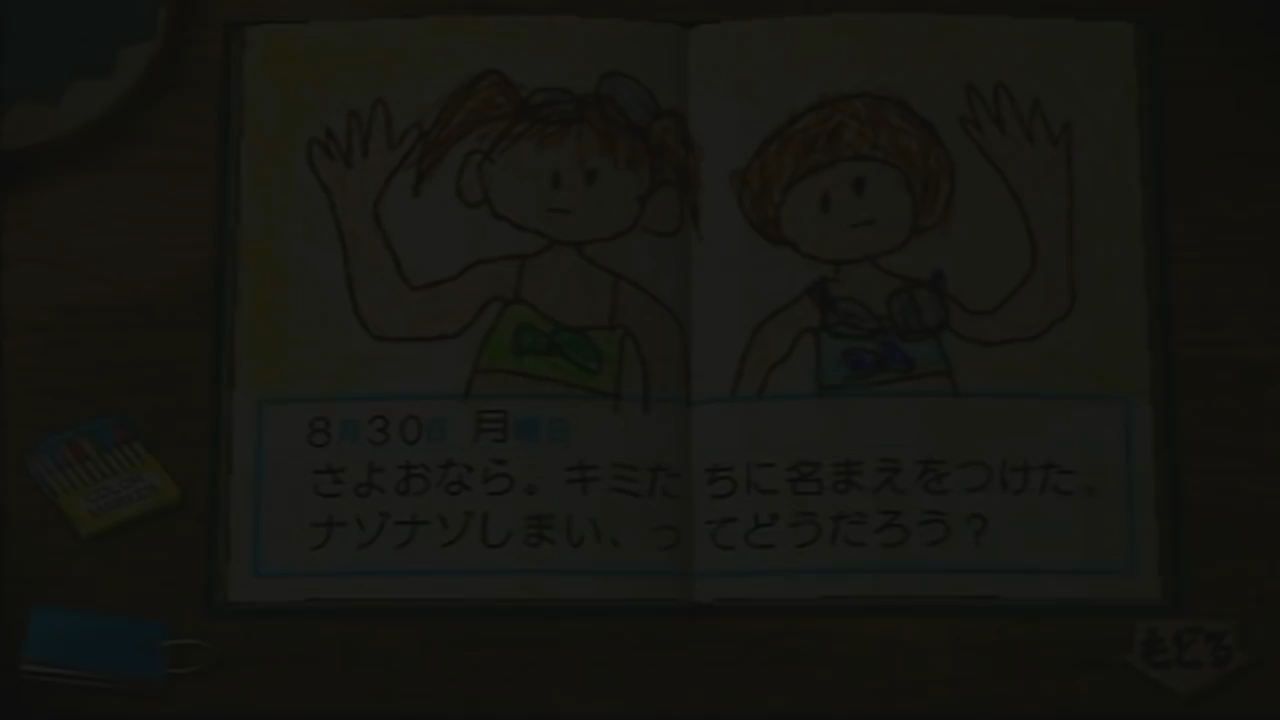 8月30日 月曜日
さよおなら。キミたちに名まえをつけた。
ナゾナゾしまい、ってどうだろう？
もどる